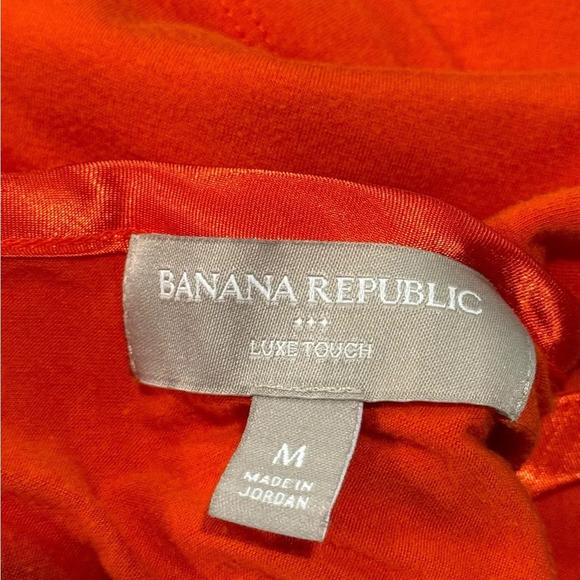 BANANA REPUBLIC
LUXE TOUCH
M
MADE IN
JORDAN